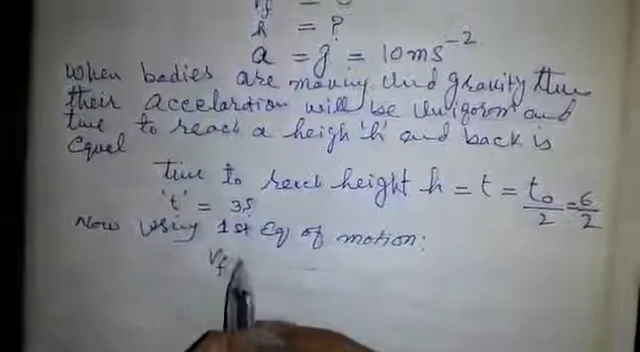 h = ?
a = g = 10ms⁻²
When bodies are moving und gravity then
their accelaration will be uniform and
time to reach a heigh 'h' and back is
equal
Time to reach height h = t = t₀/2 = 6/2
't' = 3s
Now using 1st Eq of motion:
Vf